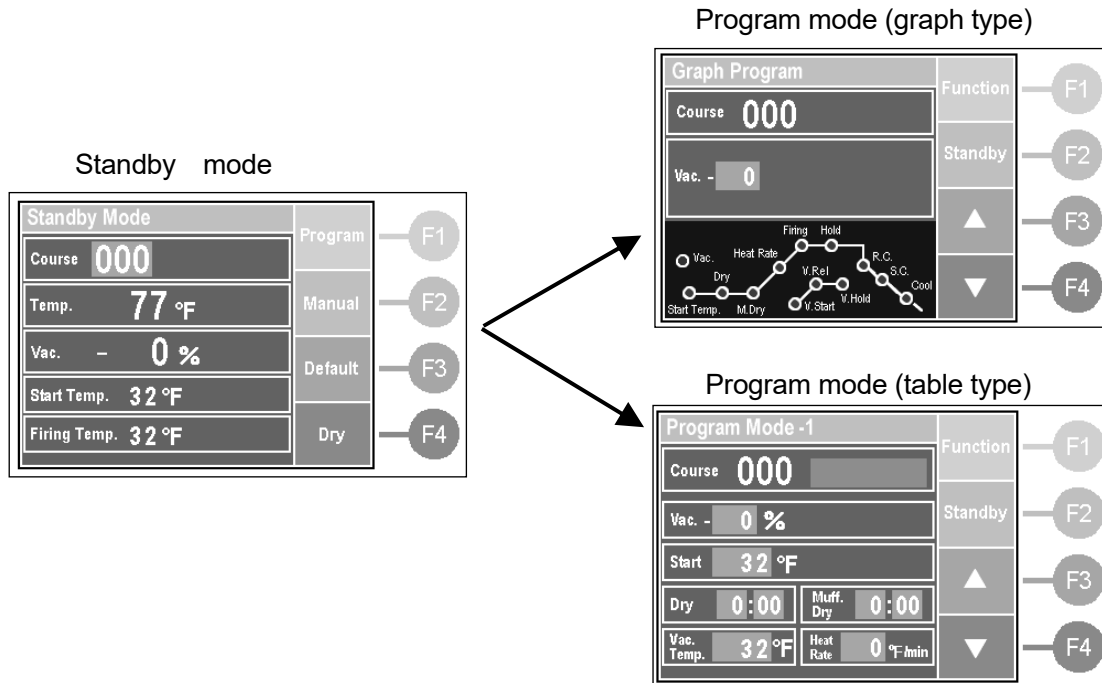 Program mode (graph type)
Graph Program
Function
F1
Course 000
Standby
F2
Vac. - 0
F3
Firing Hold
Vac. Heat Rate R.C.
Dry V.Rel S.C.
Cool
Start Temp. M.Dry V.Start V.Hold
F4
Standby mode
Standby Mode
Program
F1
Course 000
Temp. 77 °F
Manual
F2
Vac. - 0 %
Default
F3
Start Temp. 32 °F
Firing Temp. 32 °F
Dry
F4
Program mode (table type)
Program Mode -1
Function
F1
Course 000
Standby
F2
Vac. - 0 %
Start 32 °F
F3
Dry 0:00 Muff. Dry 0:00
Vac. Temp. 32 °F Heat Rate 0 °F/min
F4